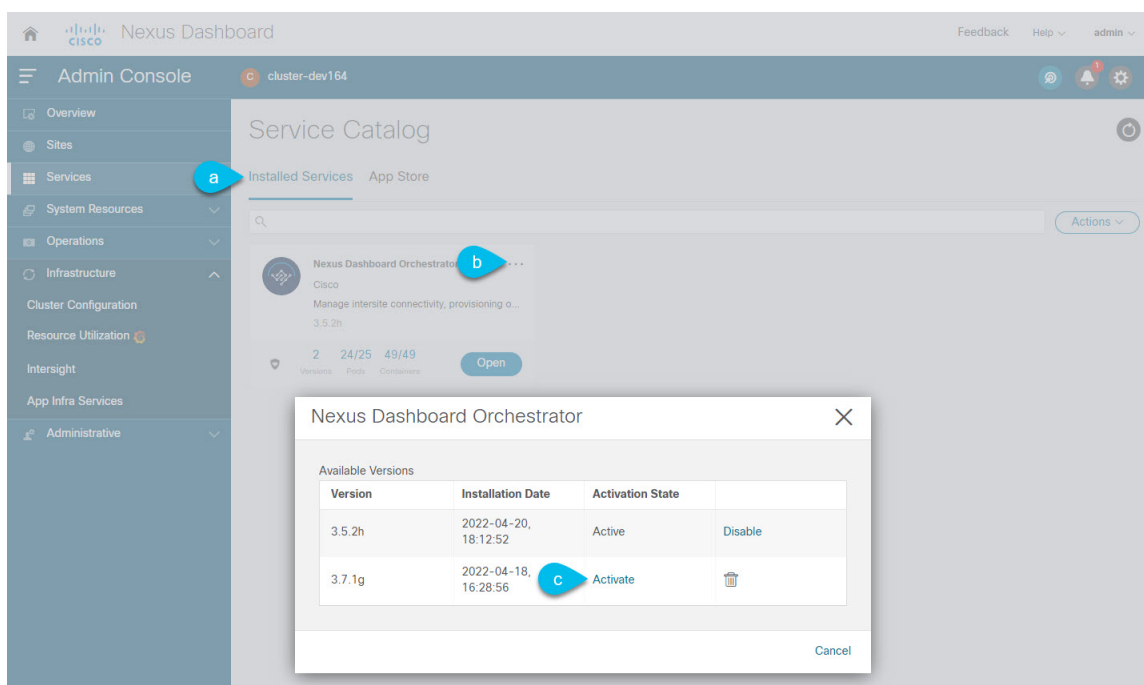 cisco Nexus Dashboard Feedback Help admin
Admin Console C cluster-dev164 1
Overview
Sites
Services
System Resources
Operations
Infrastructure
Cluster Configuration
Resource Utilization
Intersight
App Infra Services
Administrative
Service Catalog
a Installed Services App Store
Actions
Nexus Dashboard Orchestrator b ...
Cisco
Manage intersite connectivity, provisioning o...
3.5.2h
2 24/25 49/49
Versions Pods Containers
Open
Nexus Dashboard Orchestrator
Available Versions
Version Installation Date Activation State
3.5.2h 2022-04-20, 18:12:52 Active Disable
3.7.1g 2022-04-18, 16:28:56 c Activate
Cancel